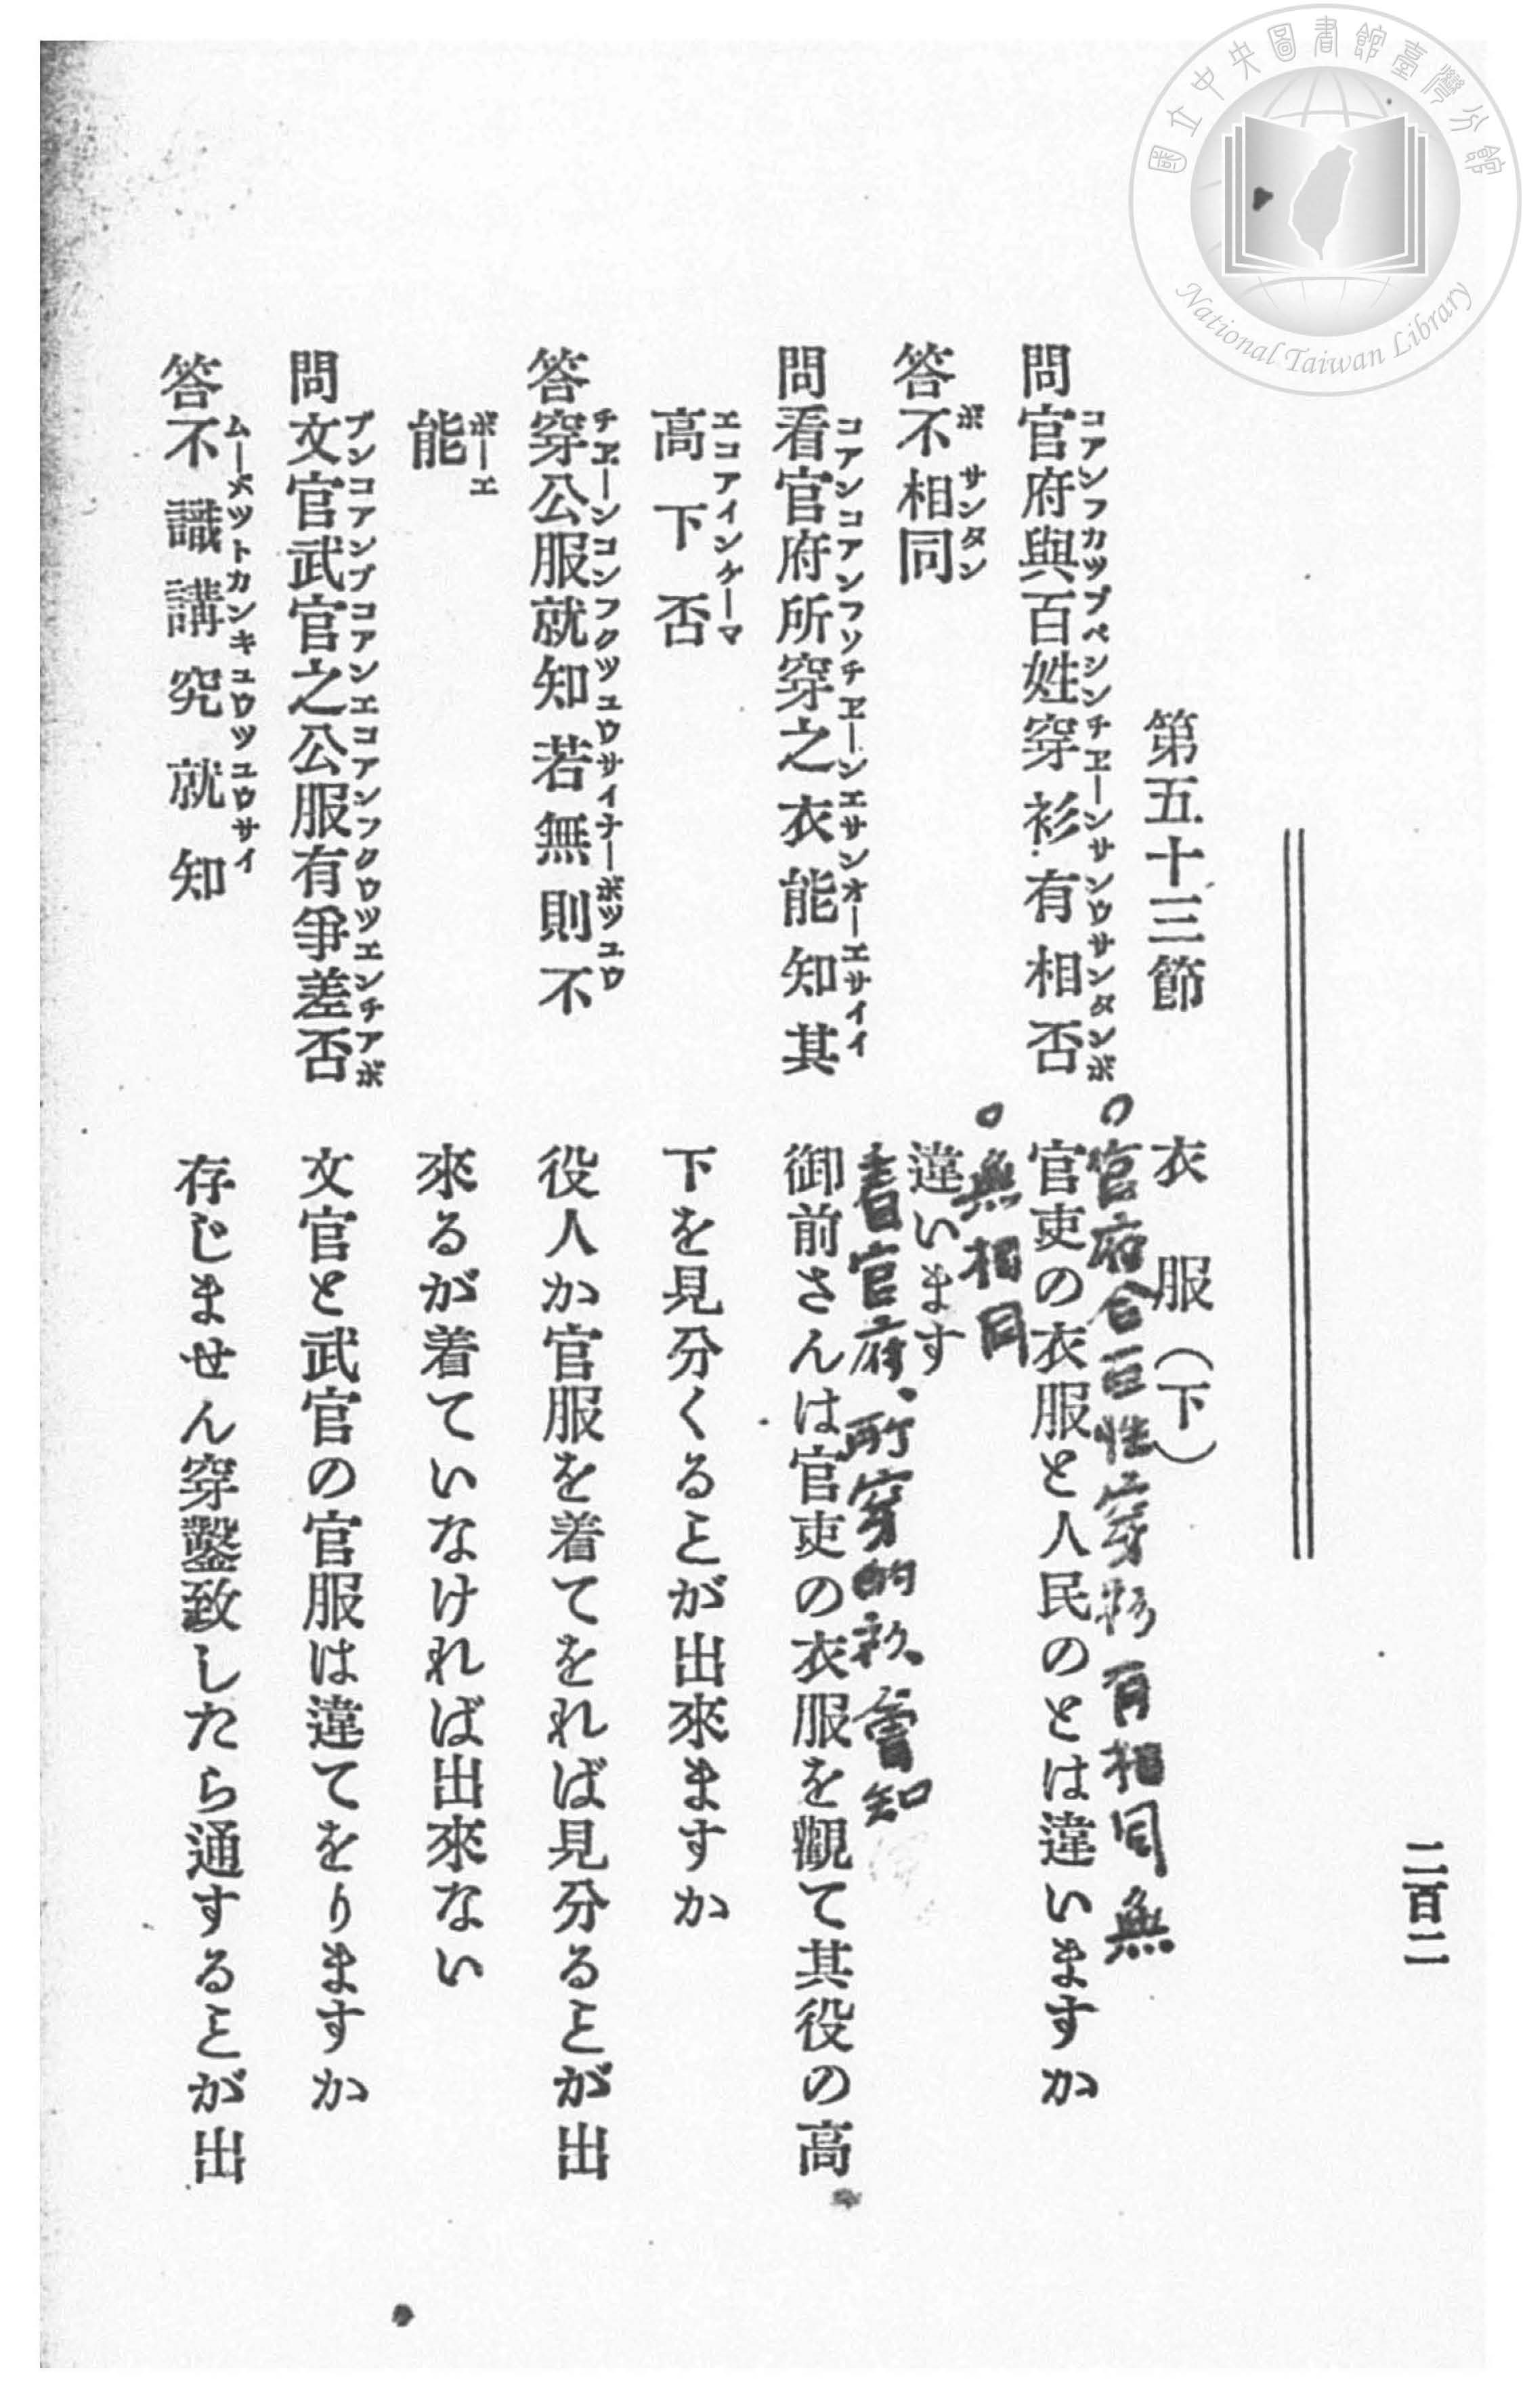 國立中央圖書館臺灣分館
National Taiwan Library
二百二
第五十三節 衣服(下)
官府合百姓穿衫有相同無
コアンフカツプペシンチヱーンサンウサンタンボ
問官府與百姓穿衫有相否 官吏の衣服と人民のとは違いますか
無相同
ボサンタン
答不相同 違います
看官府所穿的衫會知
コアンコアンフソチヱーンエサンオーエサイイ
問看官府所穿之衣能知其 御前さんは官吏の衣服を觀て其役の高
エコアインケーマ
高下否 下を見分くることが出來ますか
チヱーンコンフクツユウサイナーボツユウ
答穿公服就知若無則不 役人か官服を着てをれば見分ることが出
ボーエ
能 來るが着ていなければ出來ない
ブンコアンブコアンエコアンフクウツエンチアボ
問文官武官之公服有爭差否 文官と武官の官服は違てをりますか
ムーメツトカンキユウツユウサイ
答不識講究就知 存じません穿鑿致したら通することが出